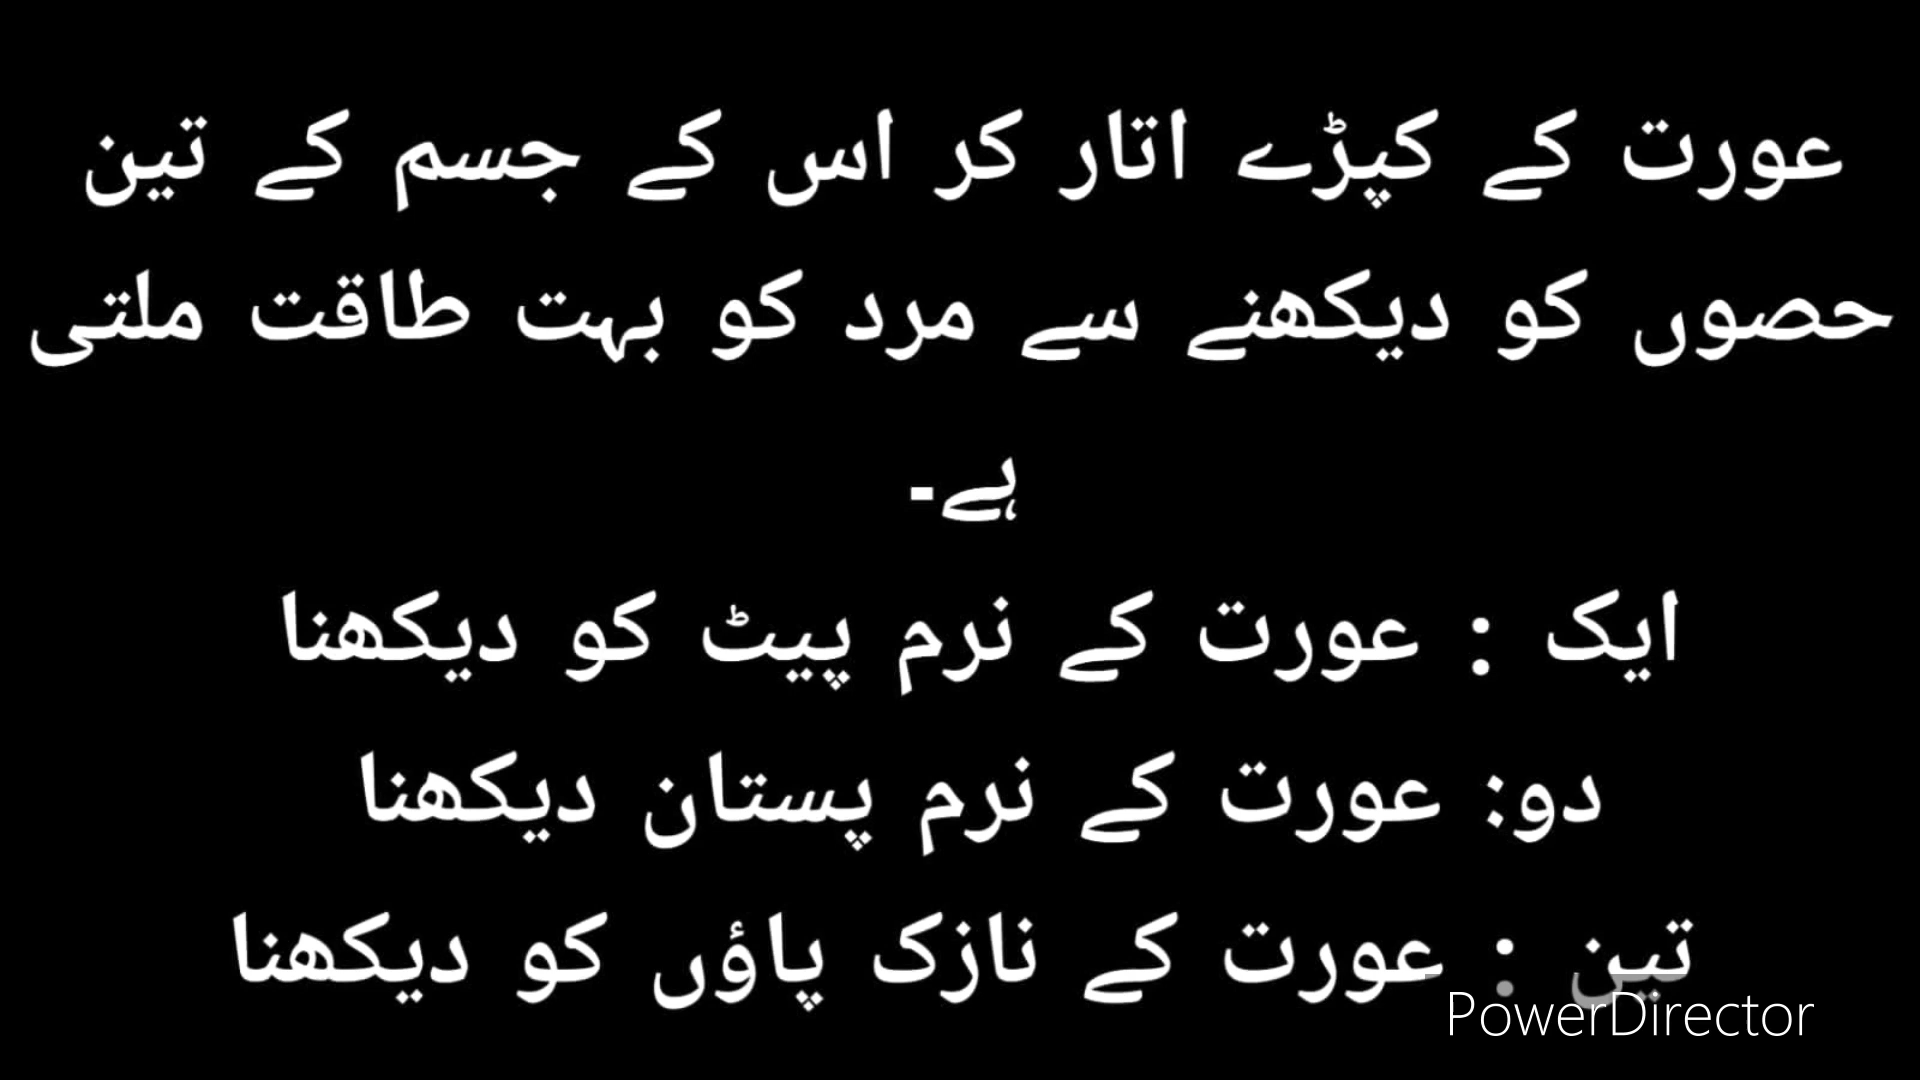 عورت کے کپڑے اتار کر اس کے جسم کے تین
حصوں کو دیکھنے سے مرد کو بہت طاقت ملتی
ہے۔
ایک : عورت کے نرم پیٹ کو دیکھنا
دو: عورت کے نرم پستان دیکھنا
تین : عورت کے نازک پاؤں کو دیکھنا
PowerDirector